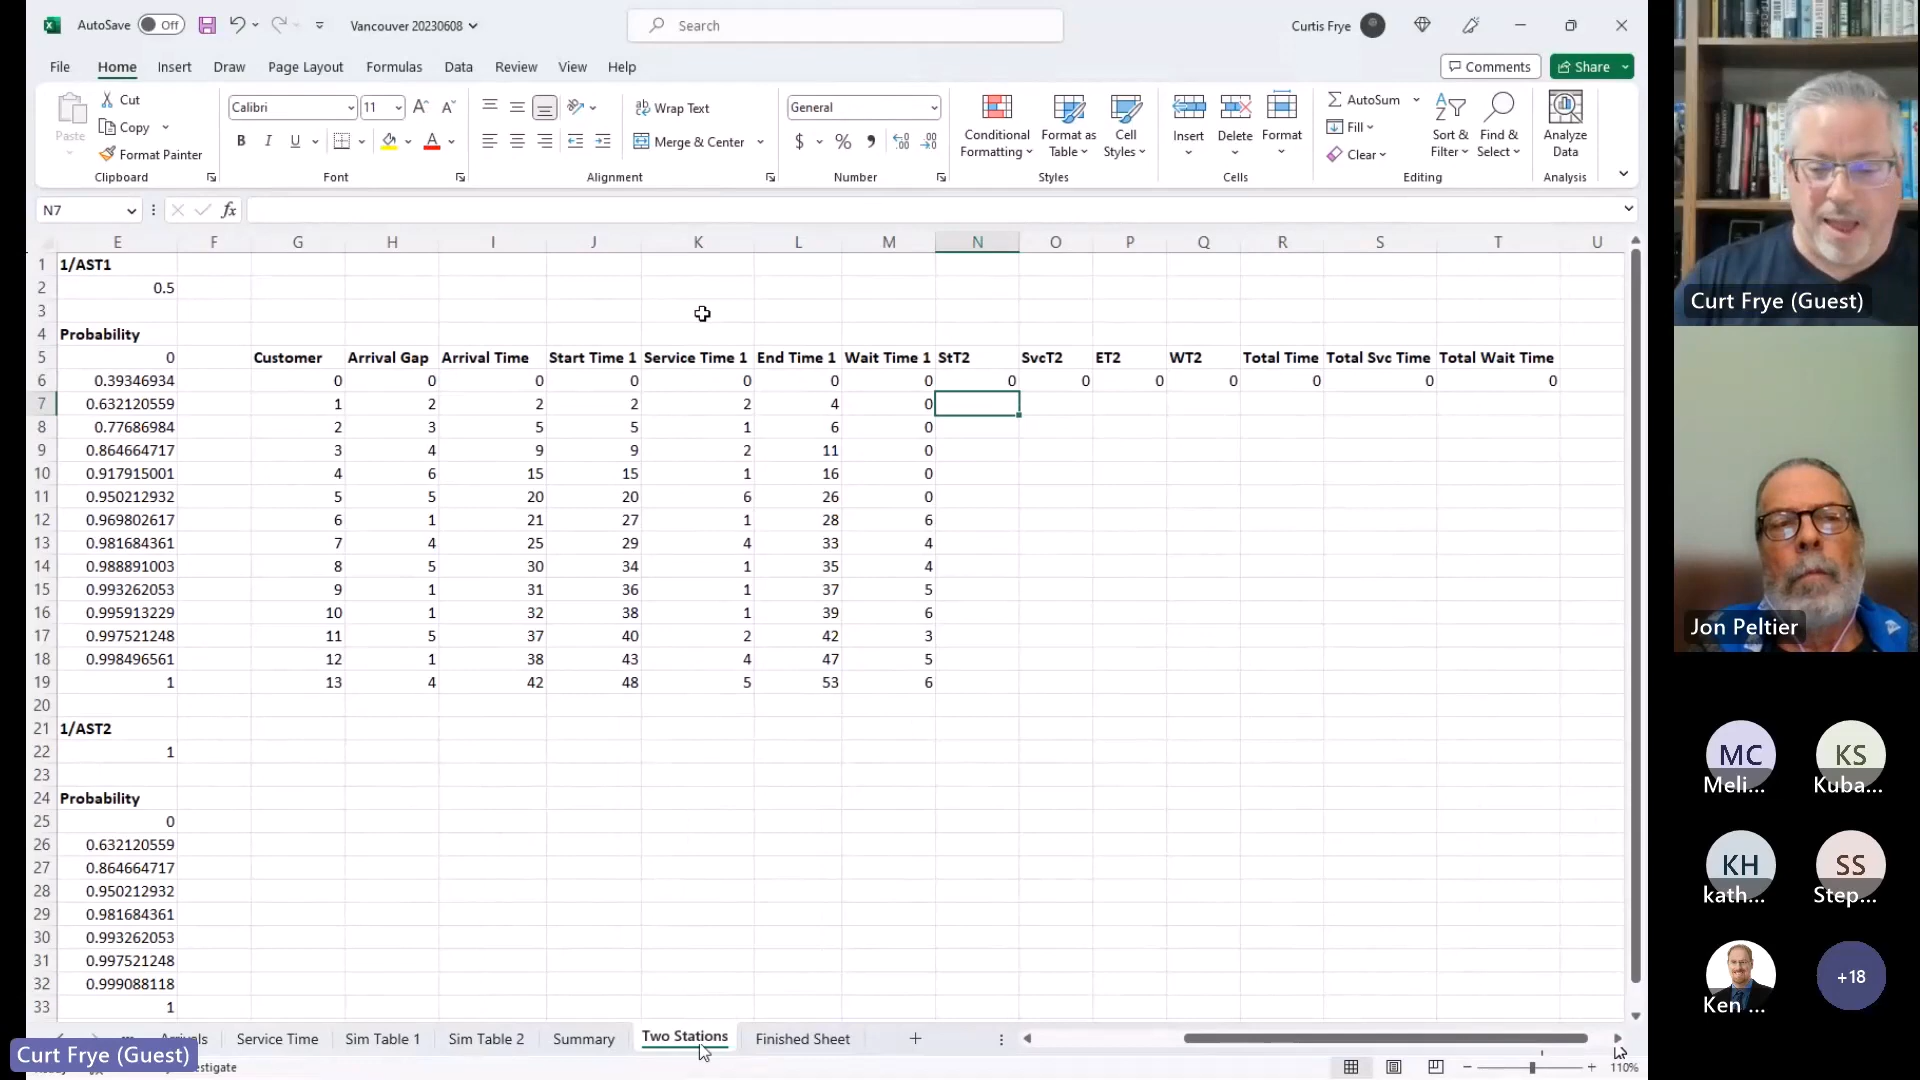 AutoSave Off Vancouver 20230608 Search Curtis Frye
File Home Insert Draw Page Layout Formulas Data Review View Help Comments Share
Paste Cut Copy Format Painter Clipboard
Calibri 11 A A B I U A Font
Wrap Text Merge & Center Alignment
General $ % , Number
Conditional Formatting Format as Table Cell Styles Styles
Insert Delete Format Cells
AutoSum Fill Clear Sort & Filter Find & Select Editing
Analyze Data Analysis
N7 fx
E F G H I J K L M N O P Q R S T U
1 1/AST1
2 0.5
3
4 Probability
5 0 Customer Arrival Gap Arrival Time Start Time 1 Service Time 1 End Time 1 Wait Time 1 StT2 SvcT2 ET2 WT2 Total Time Total Svc Time Total Wait Time
6 0.39346934 0 0 0 0 0 0 0 0 0 0 0 0 0 0
7 0.632120559 1 2 2 2 2 4 0
8 0.77686984 2 3 5 5 1 6 0
9 0.864664717 3 4 9 9 2 11 0
10 0.917915001 4 6 15 15 1 16 0
11 0.950212932 5 5 20 20 6 26 0
12 0.969802617 6 1 21 27 1 28 6
13 0.981684361 7 4 25 29 4 33 4
14 0.988891003 8 5 30 34 1 35 4
15 0.993262053 9 1 31 36 1 37 5
16 0.995913229 10 1 32 38 1 39 6
17 0.997521248 11 5 37 40 2 42 3
18 0.998496561 12 1 38 43 4 47 5
19 1 13 4 42 48 5 53 6
20
21 1/AST2
22 1
23
24 Probability
25 0
26 0.632120559
27 0.864664717
28 0.950212932
29 0.981684361
30 0.993262053
31 0.997521248
32 0.999088118
33 1
Service Time Sim Table 1 Sim Table 2 Summary Two Stations Finished Sheet
Curt Frye (Guest)
110%
Curt Frye (Guest)
Jon Peltier
MC KS
Meli... Kuba...
KH SS
kath... Step...
+18
Ken ...